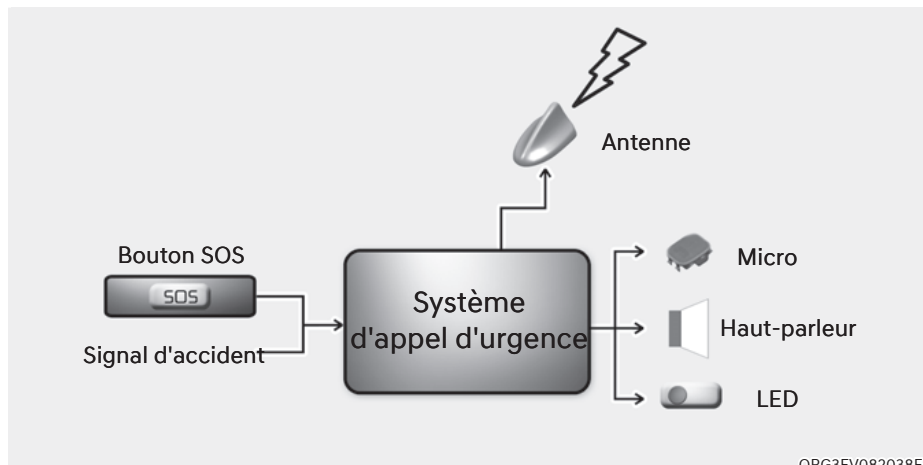 Antenne
Bouton SOS
SOS
Signal d'accident
Système
d'appel d'urgence
Micro
Haut-parleur
LED